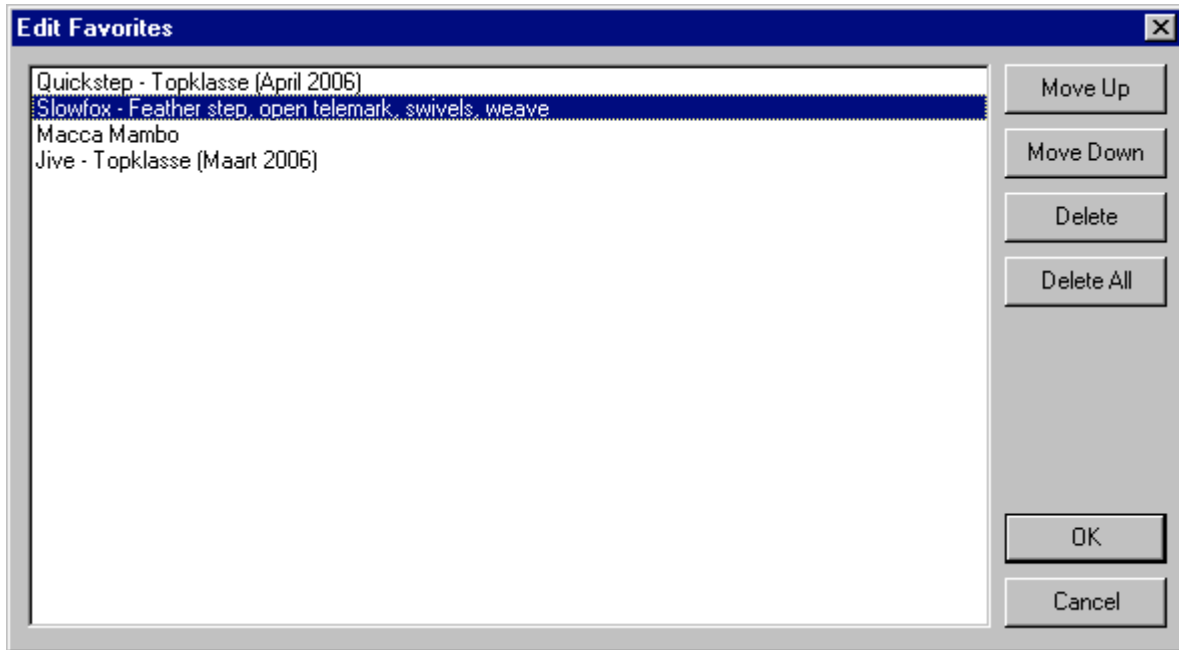 Edit Favorites
Quickstep - Topklasse (April 2006)
Slowfox - Feather step, open telemark, swivels, weave
Macca Mambo
Jive - Topklasse (Maart 2006)
Move Up
Move Down
Delete
Delete All
OK
Cancel